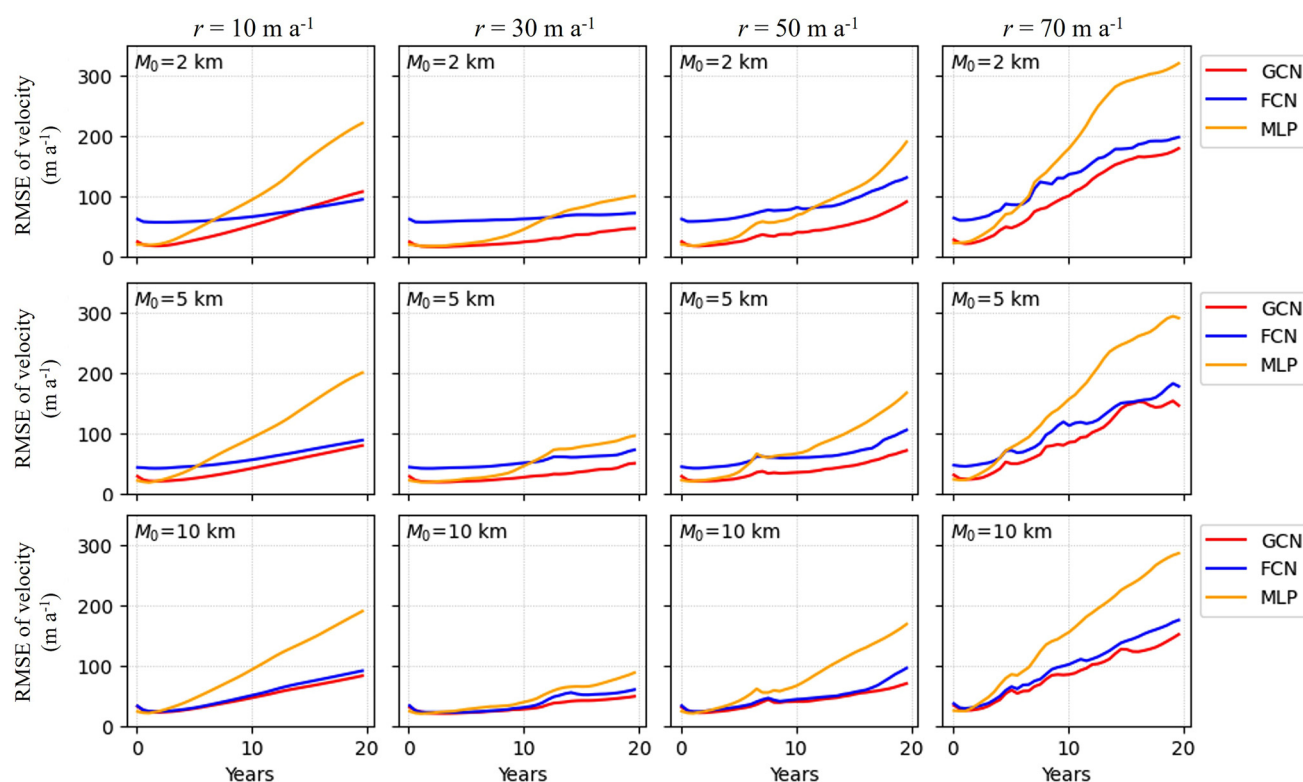 r = 10 m a⁻¹ r = 30 m a⁻¹ r = 50 m a⁻¹ r = 70 m a⁻¹
RMSE of velocity
(m a⁻¹)
300
200
100
0
M₀=2 km M₀=2 km M₀=2 km M₀=2 km
GCN
FCN
MLP
RMSE of velocity
(m a⁻¹)
300
200
100
0
M₀=5 km M₀=5 km M₀=5 km M₀=5 km
GCN
FCN
MLP
RMSE of velocity
(m a⁻¹)
300
200
100
0
M₀=10 km M₀=10 km M₀=10 km M₀=10 km
GCN
FCN
MLP
0 10 20 0 10 20 0 10 20 0 10 20
Years Years Years Years